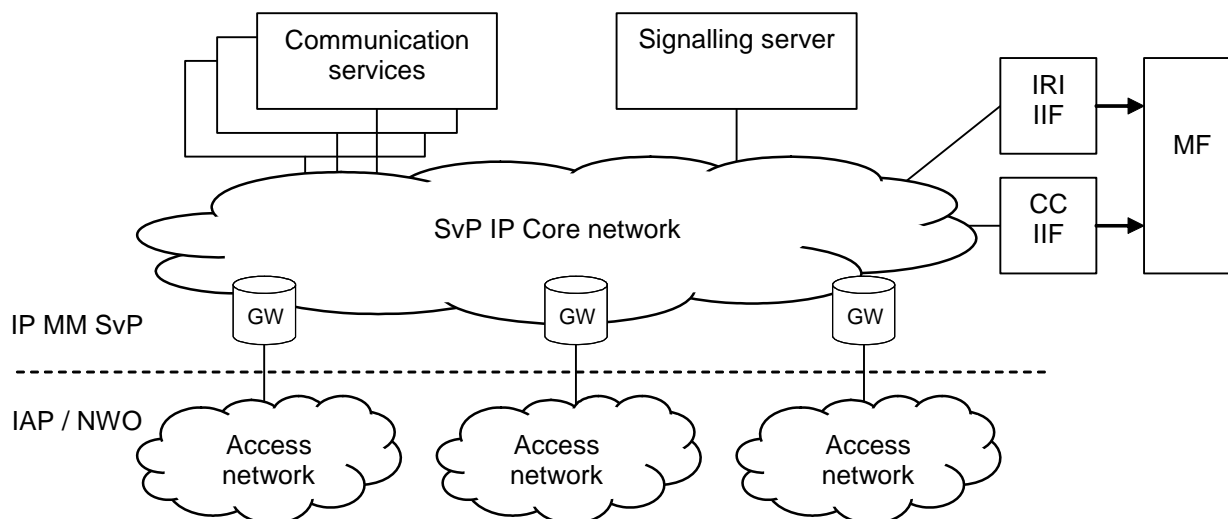 Communication
services
Signalling server
IRI
IIF
MF
CC
IIF
SvP IP Core network
GW
GW
GW
IP MM SvP
IAP / NWO
Access
network
Access
network
Access
network